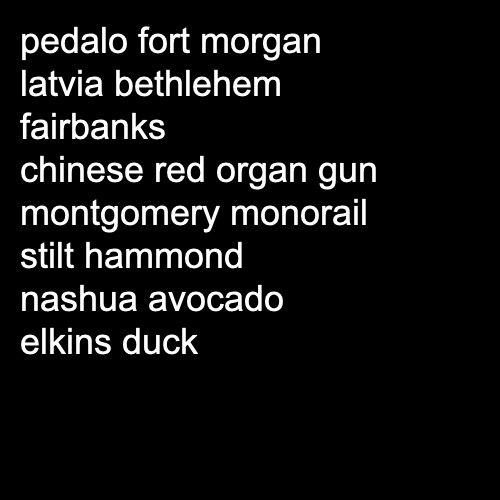 pedalo fort morgan
latvia bethlehem
fairbanks
chinese red organ gun
montgomery monorail
stilt hammond
nashua avocado
elkins duck